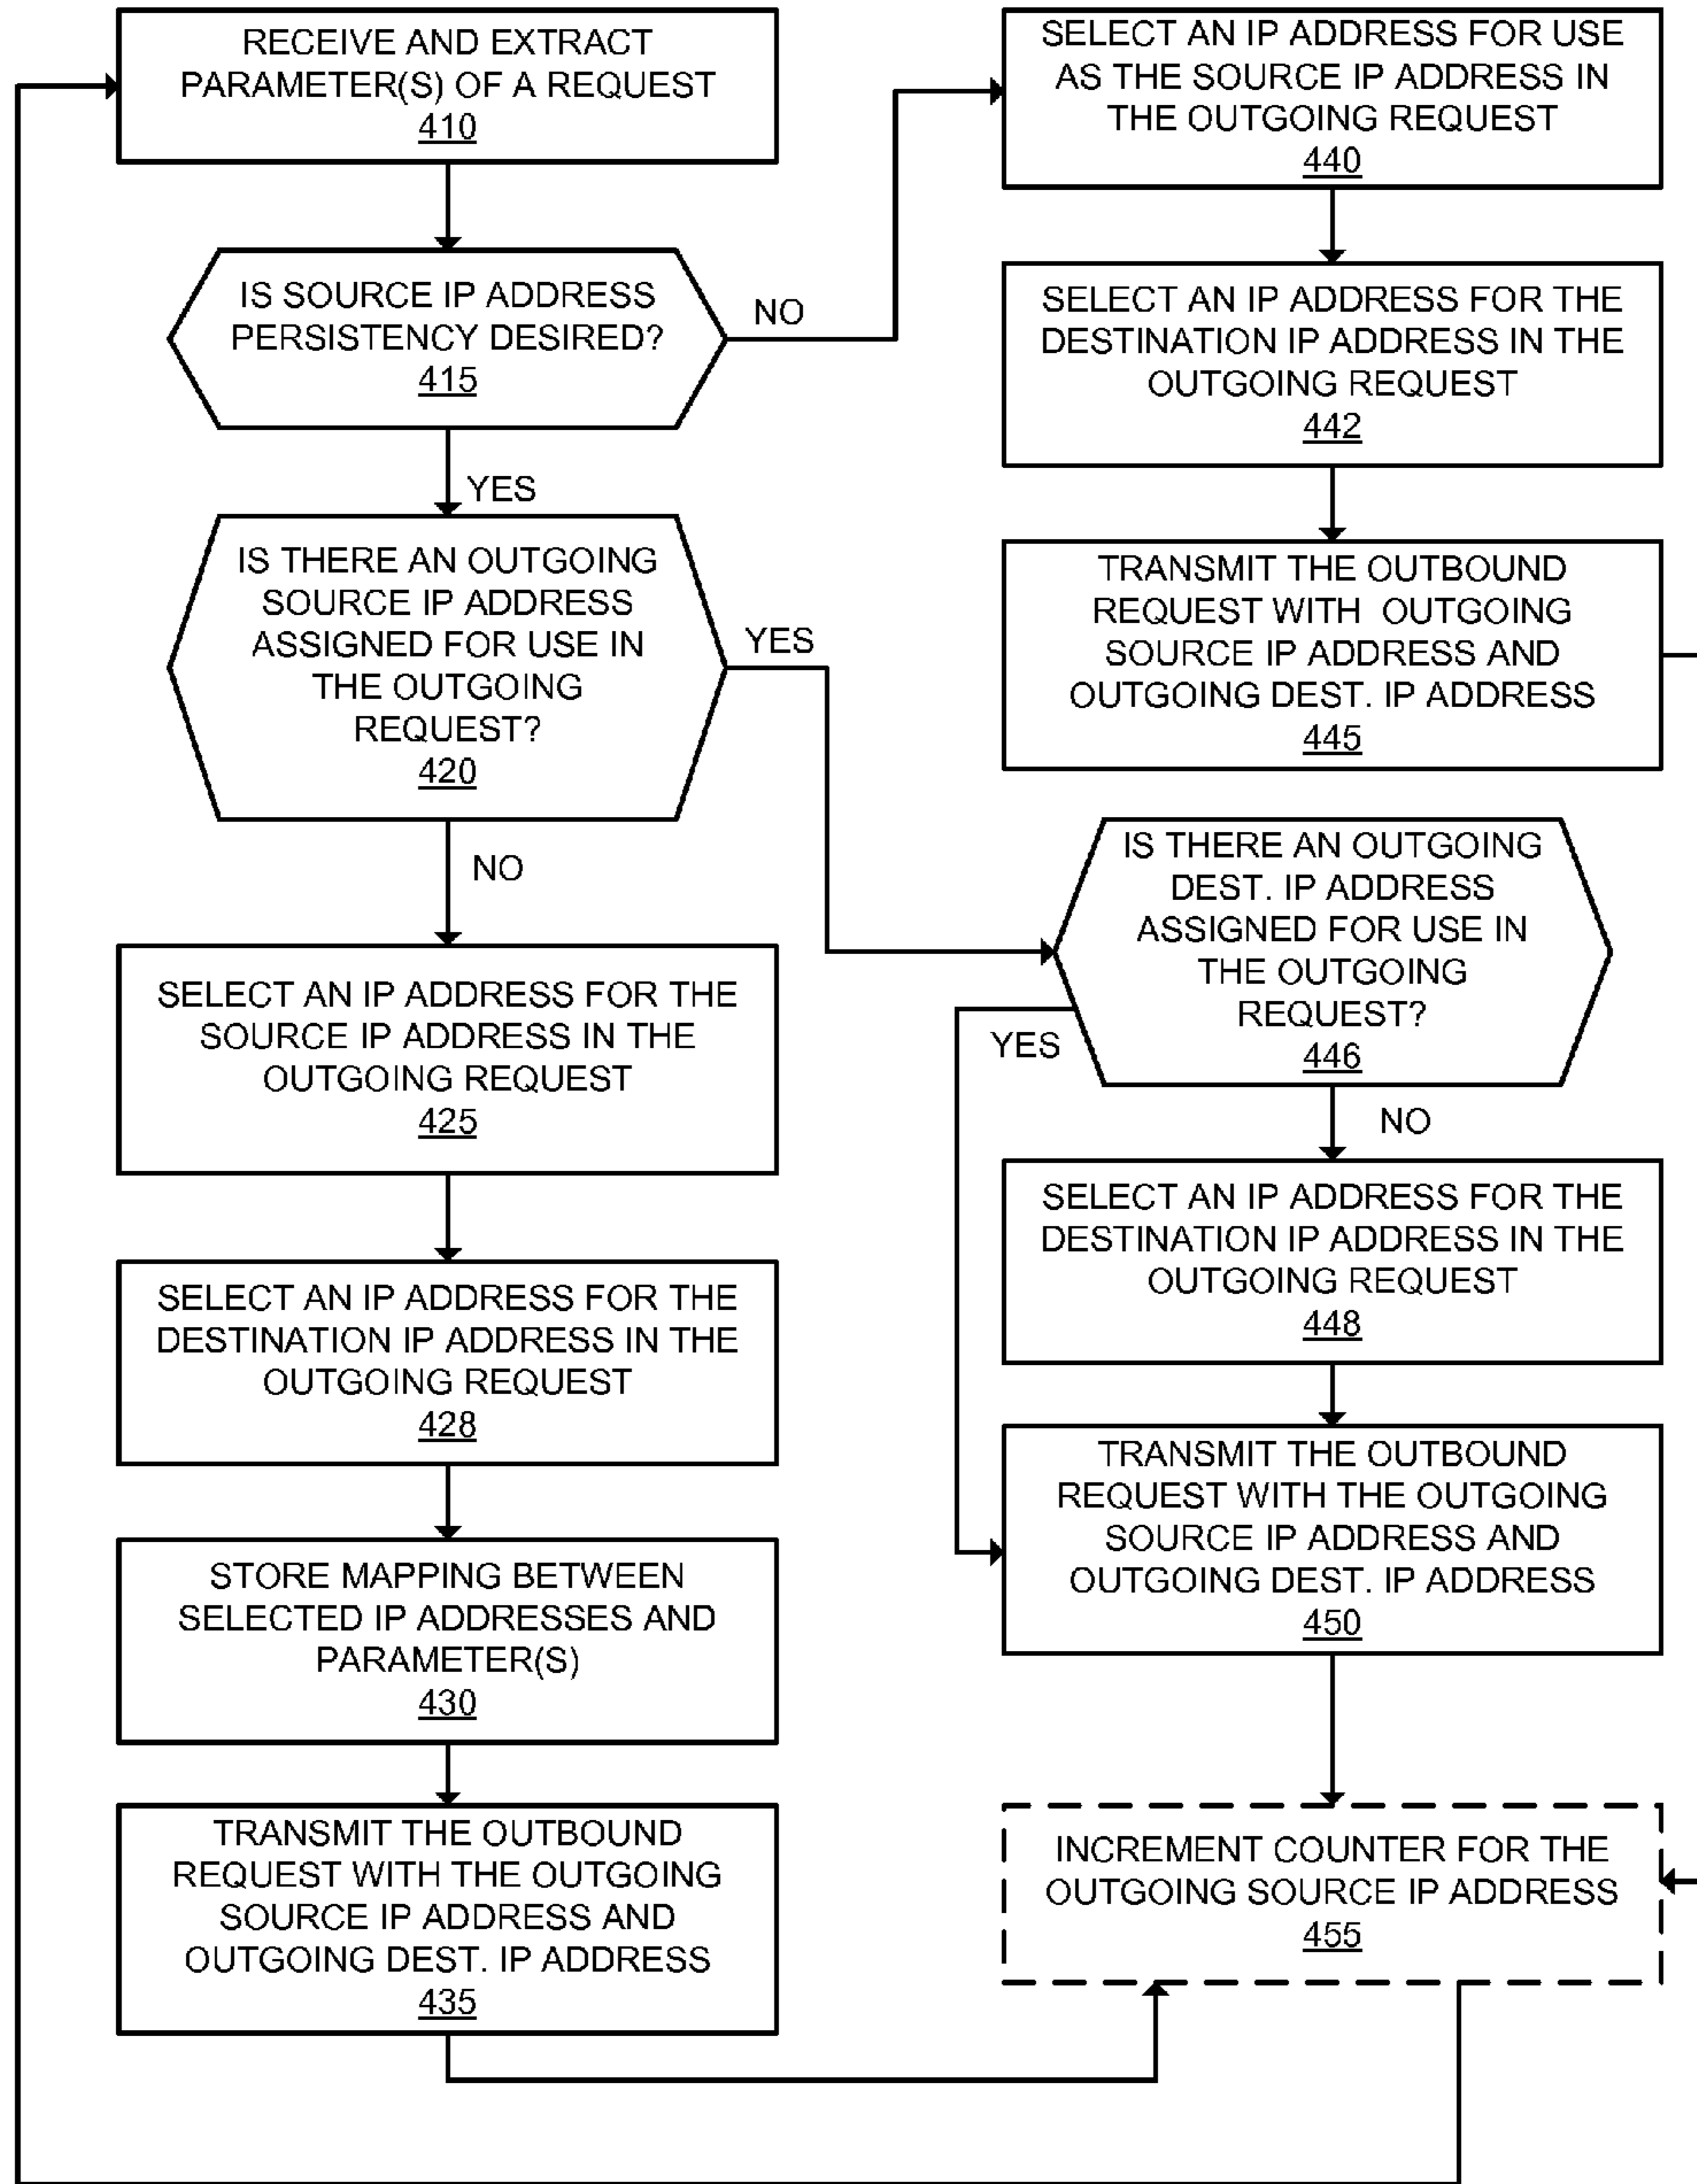 RECEIVE AND EXTRACT
PARAMETER(S) OF A REQUEST
410
IS SOURCE IP ADDRESS
PERSISTENCY DESIRED?
415
NO
YES
IS THERE AN OUTGOING
SOURCE IP ADDRESS
ASSIGNED FOR USE IN
THE OUTGOING
REQUEST?
420
YES
NO
SELECT AN IP ADDRESS FOR THE
SOURCE IP ADDRESS IN THE
OUTGOING REQUEST
425
SELECT AN IP ADDRESS FOR THE
DESTINATION IP ADDRESS IN THE
OUTGOING REQUEST
428
STORE MAPPING BETWEEN
SELECTED IP ADDRESSES AND
PARAMETER(S)
430
TRANSMIT THE OUTBOUND
REQUEST WITH THE OUTGOING
SOURCE IP ADDRESS AND
OUTGOING DEST. IP ADDRESS
435
SELECT AN IP ADDRESS FOR USE
AS THE SOURCE IP ADDRESS IN
THE OUTGOING REQUEST
440
SELECT AN IP ADDRESS FOR THE
DESTINATION IP ADDRESS IN THE
OUTGOING REQUEST
442
TRANSMIT THE OUTBOUND
REQUEST WITH OUTGOING
SOURCE IP ADDRESS AND
OUTGOING DEST. IP ADDRESS
445
IS THERE AN OUTGOING
DEST. IP ADDRESS
ASSIGNED FOR USE IN
THE OUTGOING
REQUEST?
446
YES
NO
SELECT AN IP ADDRESS FOR THE
DESTINATION IP ADDRESS IN THE
OUTGOING REQUEST
448
TRANSMIT THE OUTBOUND
REQUEST WITH THE OUTGOING
SOURCE IP ADDRESS AND
OUTGOING DEST. IP ADDRESS
450
INCREMENT COUNTER FOR THE
OUTGOING SOURCE IP ADDRESS
455